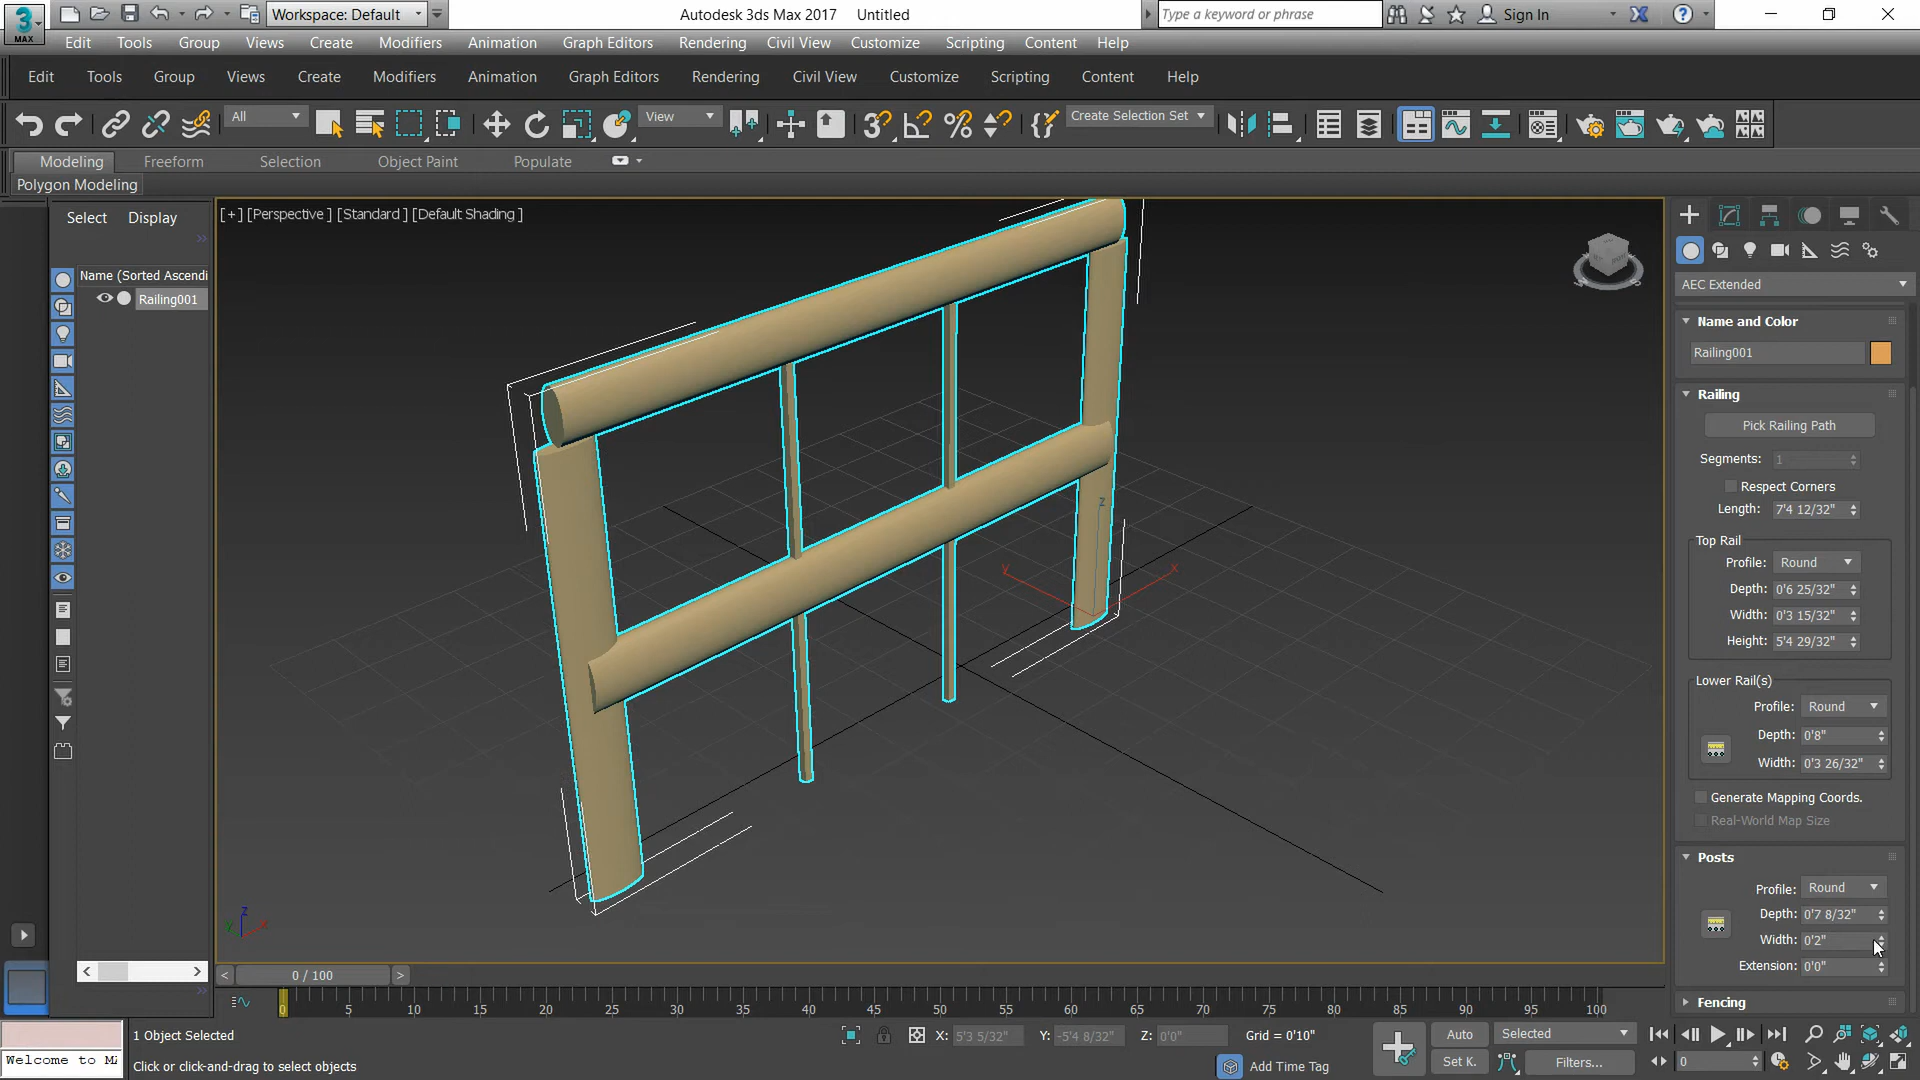 3 MAX
Workspace: Default
Autodesk 3ds Max 2017 Untitled
Type a keyword or phrase
Sign In
Edit Tools Group Views Create Modifiers Animation Graph Editors Rendering Civil View Customize Scripting Content Help
Edit Tools Group Views Create Modifiers Animation Graph Editors Rendering Civil View Customize Scripting Content Help
All
View
Create Selection Set
Modeling Freeform Selection Object Paint Populate
Polygon Modeling
Select Display
[ + ] [Perspective ] [Standard ] [Default Shading ]
Name (Sorted Ascendi
Railing001
AEC Extended
Name and Color
Railing001
Railing
Pick Railing Path
Segments: 1
Respect Corners
Length: 7'4 12/32"
Top Rail
Profile: Round
Depth: 0'6 25/32"
Width: 0'3 15/32"
Height: 5'4 29/32"
Lower Rail(s)
Profile: Round
Depth: 0'8"
Width: 0'3 26/32"
Generate Mapping Coords.
Real-World Map Size
Posts
Profile: Round
Depth: 0'7 8/32"
Width: 0'2"
Extension: 0'0"
Fencing
z
y
x
z
y
x
< 0 / 100 >
0 5 10 15 20 25 30 35 40 45 50 55 60 65 70 75 80 85 90 95 100
1 Object Selected
X: 5'3 5/32" Y: -5'4 8/32" Z: 0'0" Grid = 0'10"
Auto Selected
Welcome to MA
Click or click-and-drag to select objects
Add Time Tag
Set K. Filters...
0